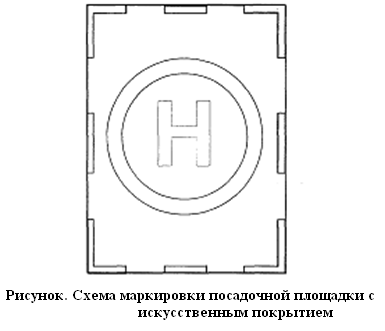 H
Рисунок. Схема маркировки посадочной площадки с
искусственным покрытием